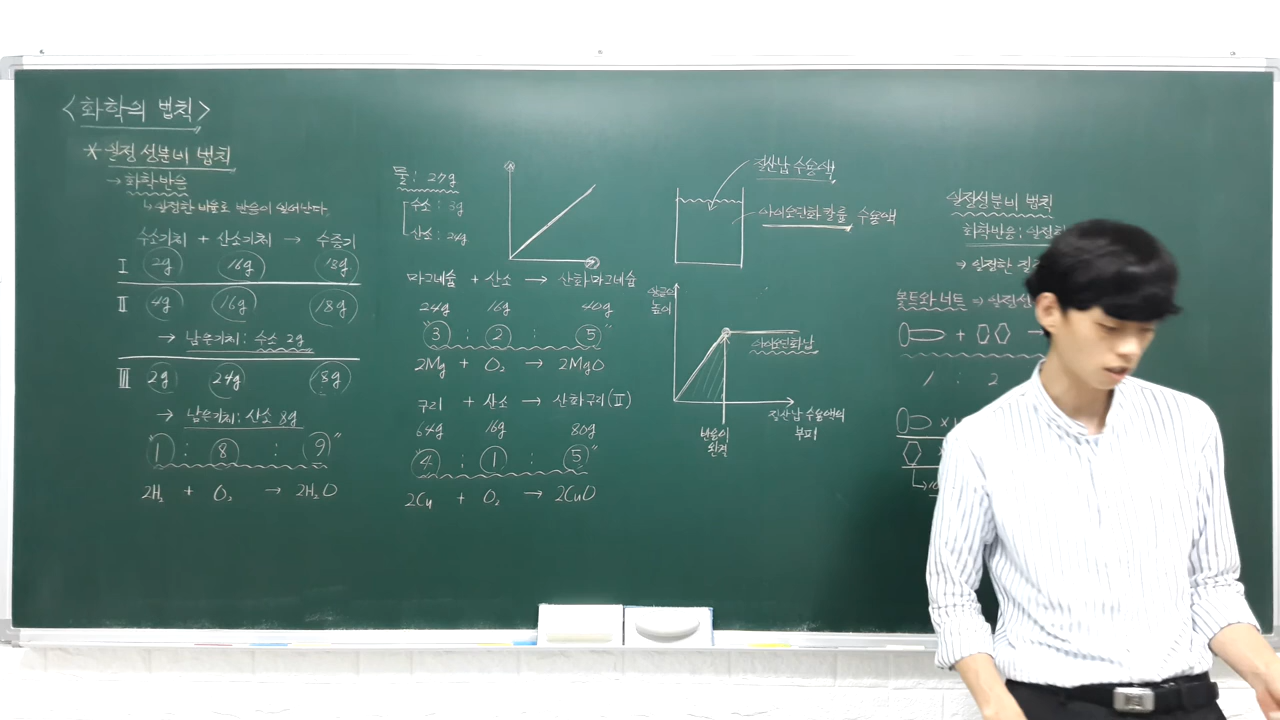 <화학의 법칙>
* 일정 성분비 법칙
→ 화학반응
↳ 일정한 비율로 반응이 일어난다.
수소기체 + 산소기체 → 수증기
Ⅰ 2g 16g 18g
Ⅱ 4g 16g 18g
→ 남은기체: 수소 2g
Ⅲ 2g 24g 18g
→ 남은기체: 산소 8g
"1 : 8 : 9"
2H₂ + O₂ → 2H₂O
물: 27g
수소: 3g
산소: 24g
마그네슘 + 산소 → 산화마그네슘
24g 16g 40g
"3 : 2 : 5"
2Mg + O₂ → 2MgO
구리 + 산소 → 산화구리(Ⅱ)
64g 16g 80g
"4 : 1 : 5"
2Cu + O₂ → 2CuO
질산납 수용액
아이오딘화 칼륨 수용액
앙금의
높이
아이오딘화납
질산납 수용액의
부피
반응이
완결
일정성분비 법칙
화학반응; 일정한
→ 일정한 질
볼트와 너트 ⇒ 일정성
+ →
1 : 2